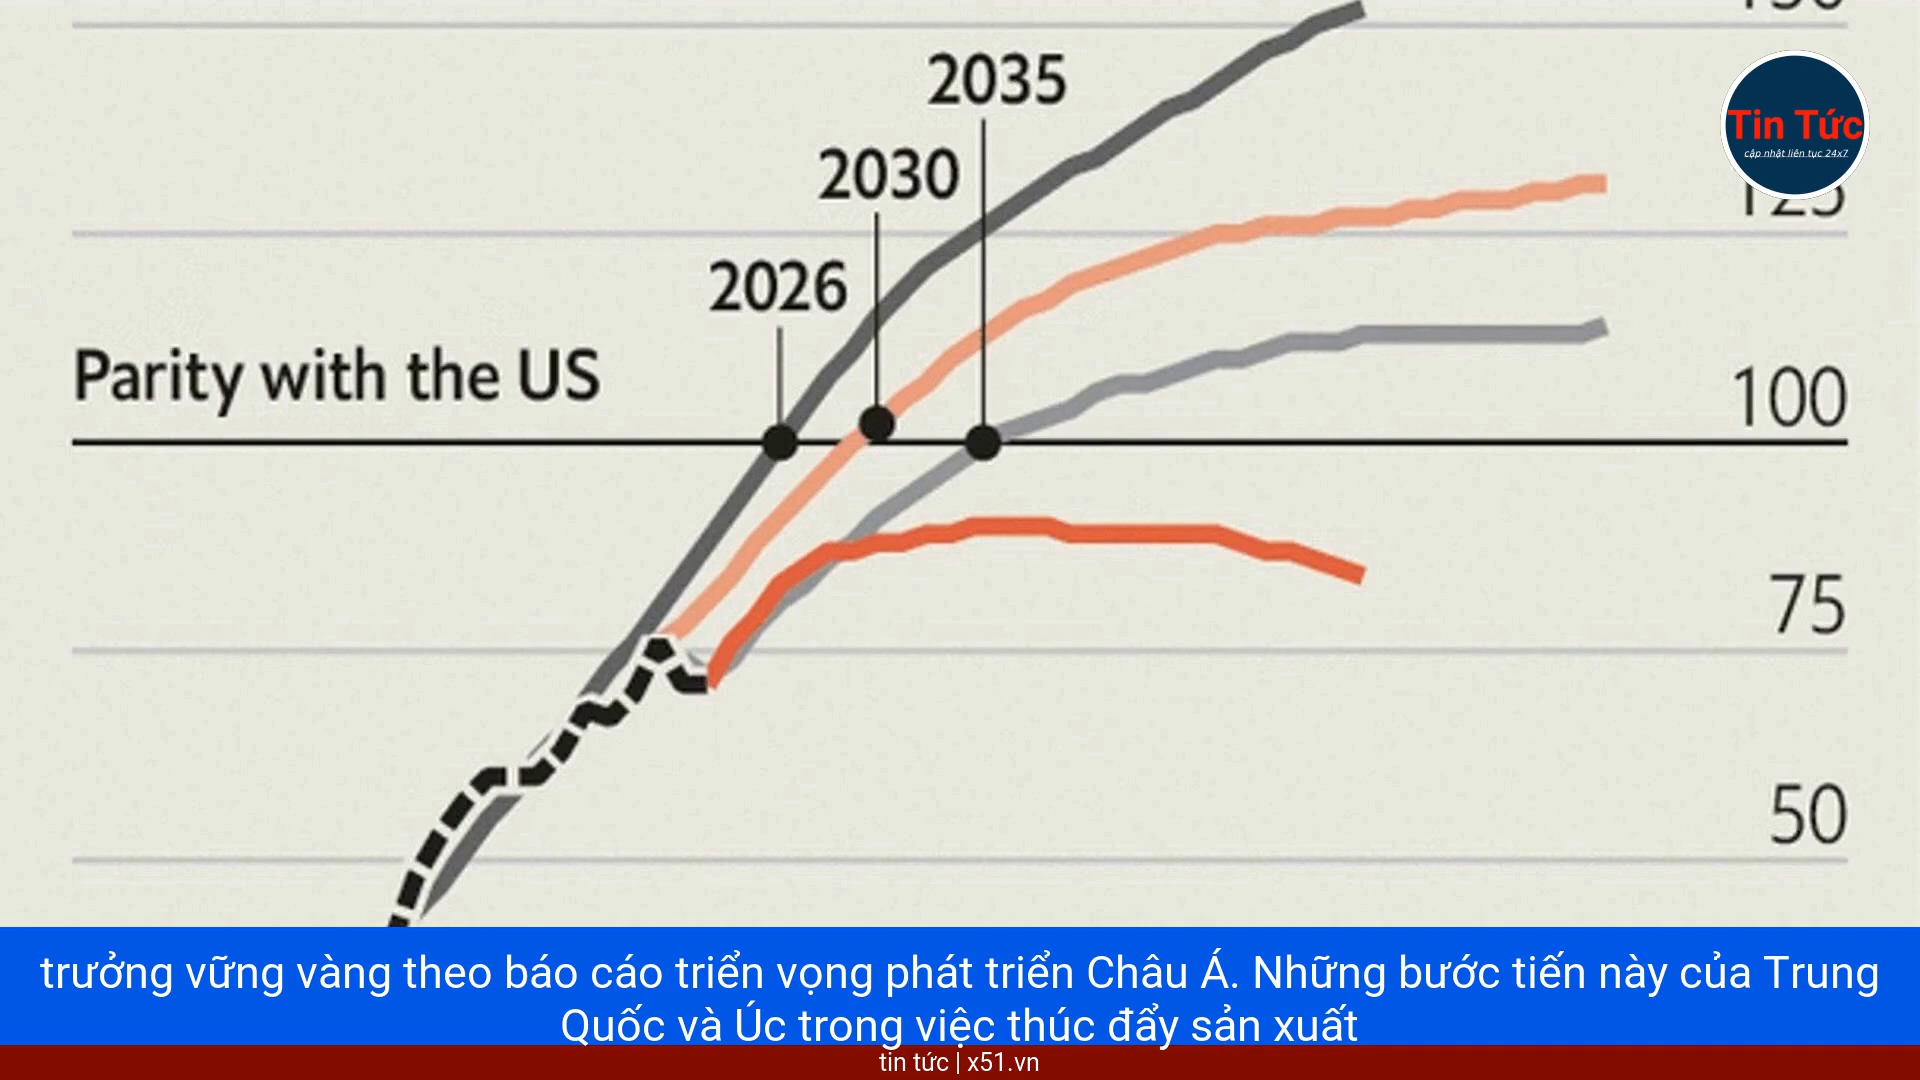 2035
Tin Tức
cập nhật liên tục 24x7
2030
125
2026
Parity with the US
100
75
50
trưởng vững vàng theo báo cáo triển vọng phát triển Châu Á. Những bước tiến này của Trung
Quốc và Úc trong việc thúc đẩy sản xuất
tin tức | x51.vn